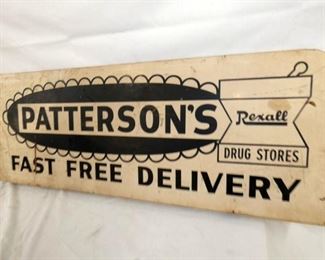 PATTERSON'S
Rexall
DRUG STORES
FAST FREE DELIVERY